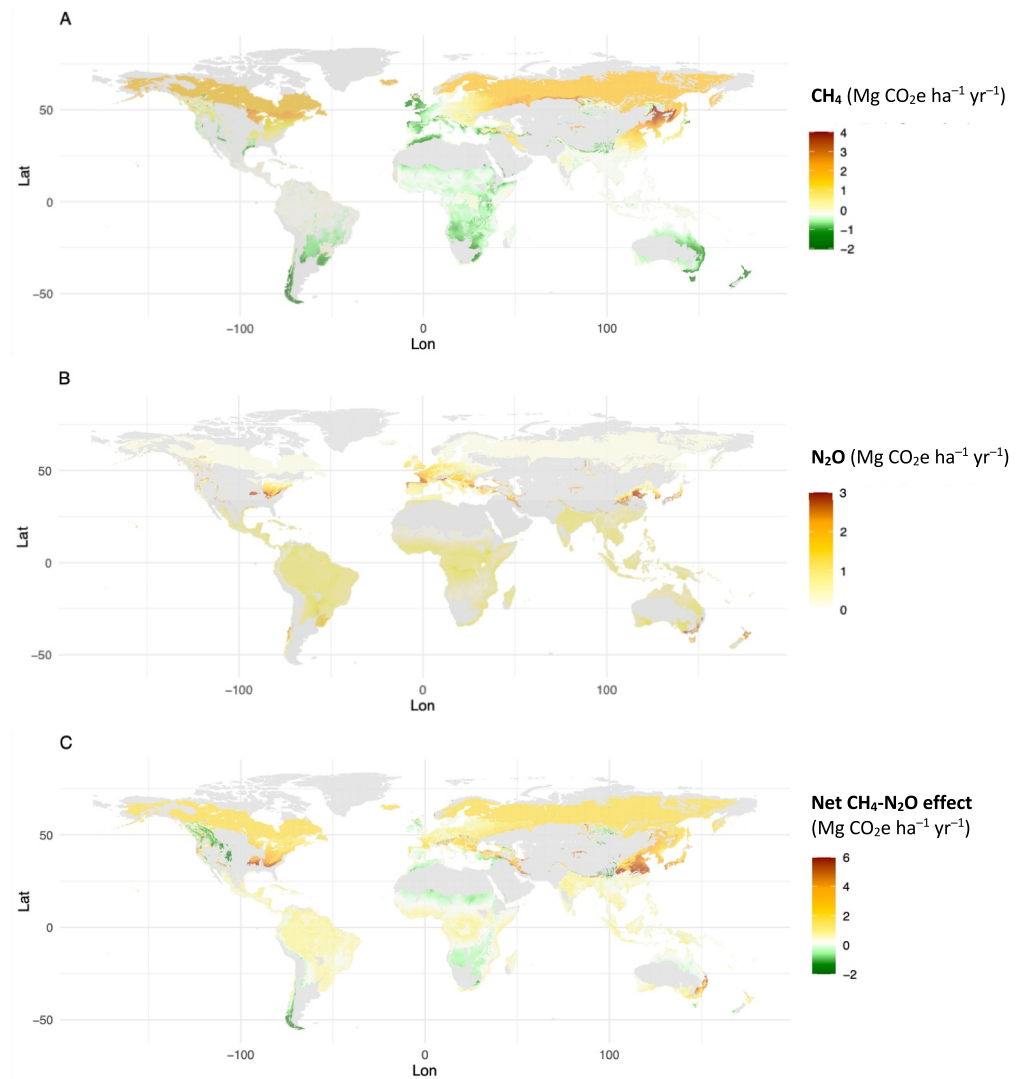 A
CH₄ (Mg CO₂e ha⁻¹ yr⁻¹)
4
3
2
1
0
−1
−2
50
0
−50
Lat
−100
0
100
Lon
B
N₂O (Mg CO₂e ha⁻¹ yr⁻¹)
3
2
1
0
50
0
−50
Lat
−100
0
100
Lon
C
Net CH₄-N₂O effect
(Mg CO₂e ha⁻¹ yr⁻¹)
6
4
2
0
−2
50
0
−50
Lat
−100
0
100
Lon